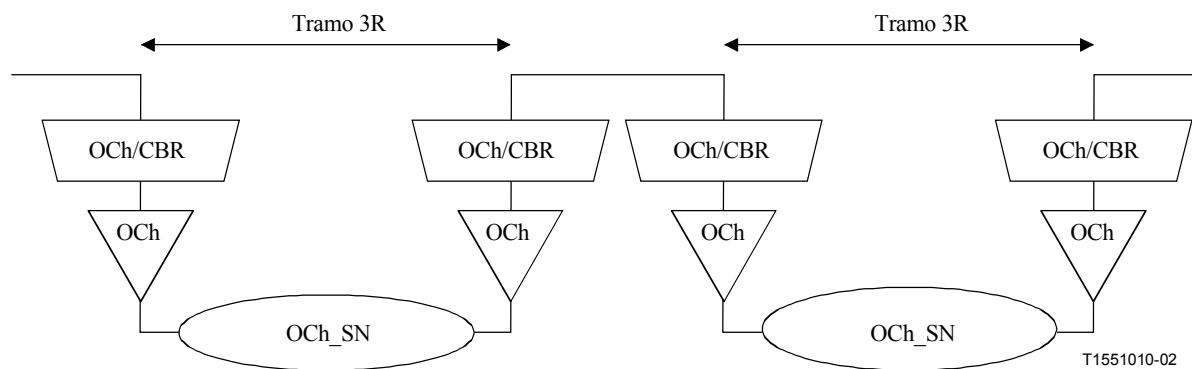 Tramo 3R
Tramo 3R
OCh/CBR
OCh/CBR
OCh/CBR
OCh/CBR
OCh
OCh
OCh
OCh
OCh_SN
OCh_SN
T1551010-02